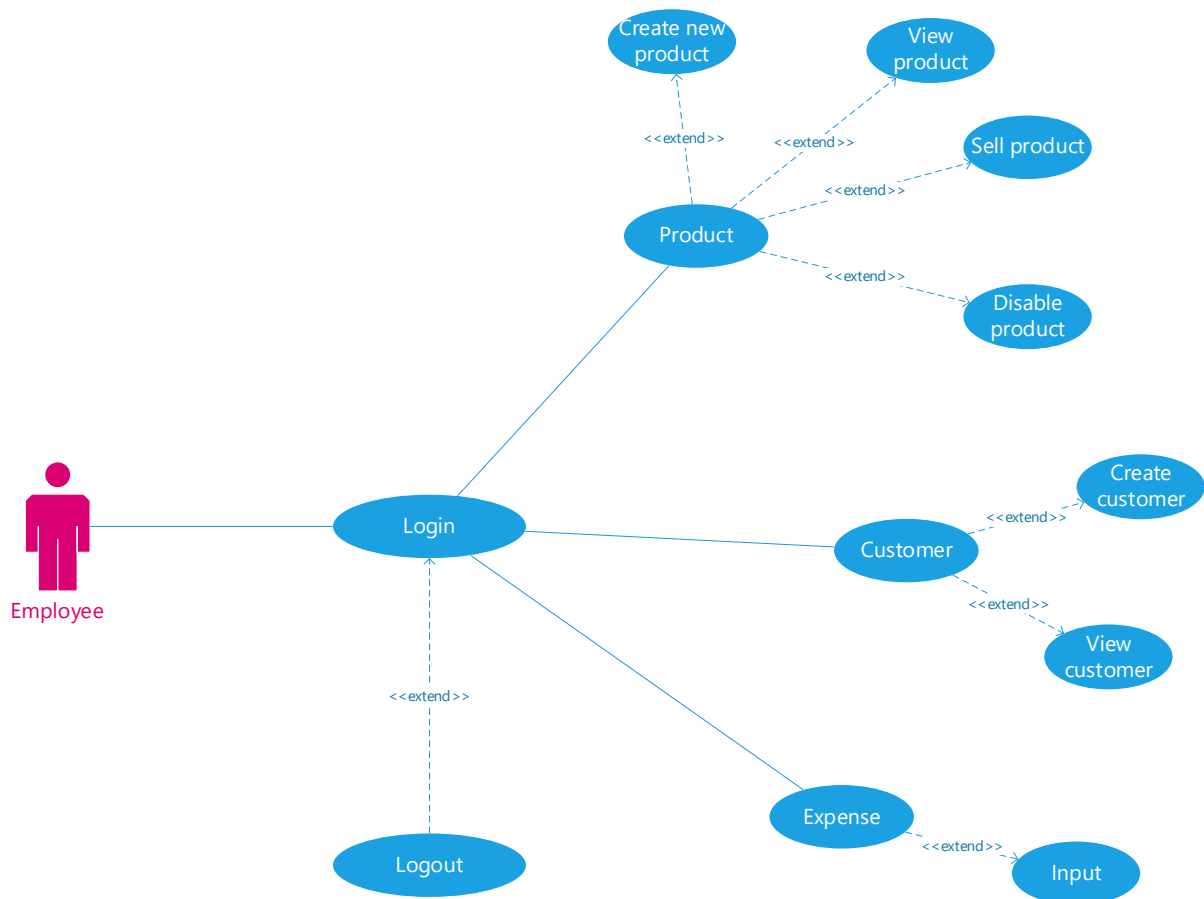 Create new
product
View
product
<<extend>>
<<extend>>
Sell product
<<extend>>
Product
<<extend>>
Disable
product
Create
customer
<<extend>>
Login
Customer
Employee
<<extend>>
View
customer
<<extend>>
Expense
<<extend>>
Logout
Input